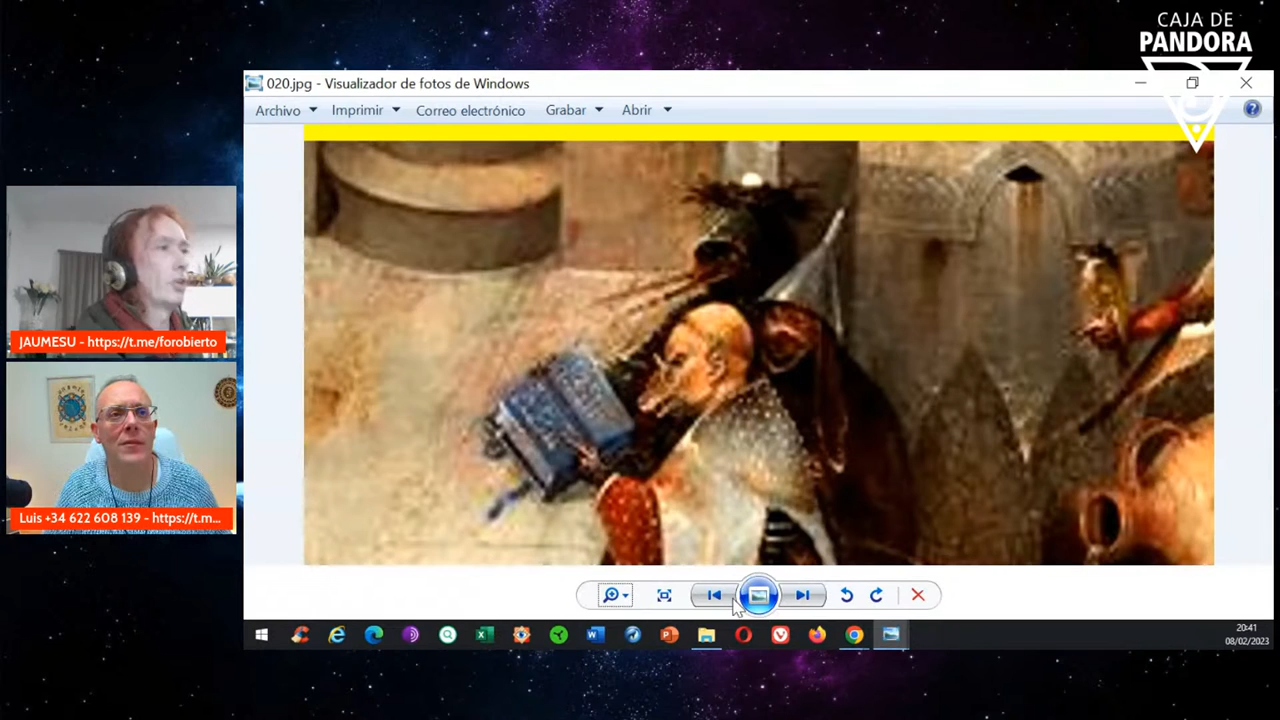 CAJA DE
PANDORA
020.jpg - Visualizador de fotos de Windows
Archivo Imprimir Correo electrónico Grabar Abrir
JAUMESU - https://t.me/forobierto
Luis +34 622 608 139 - https://t.m...
20:41
08/02/2023